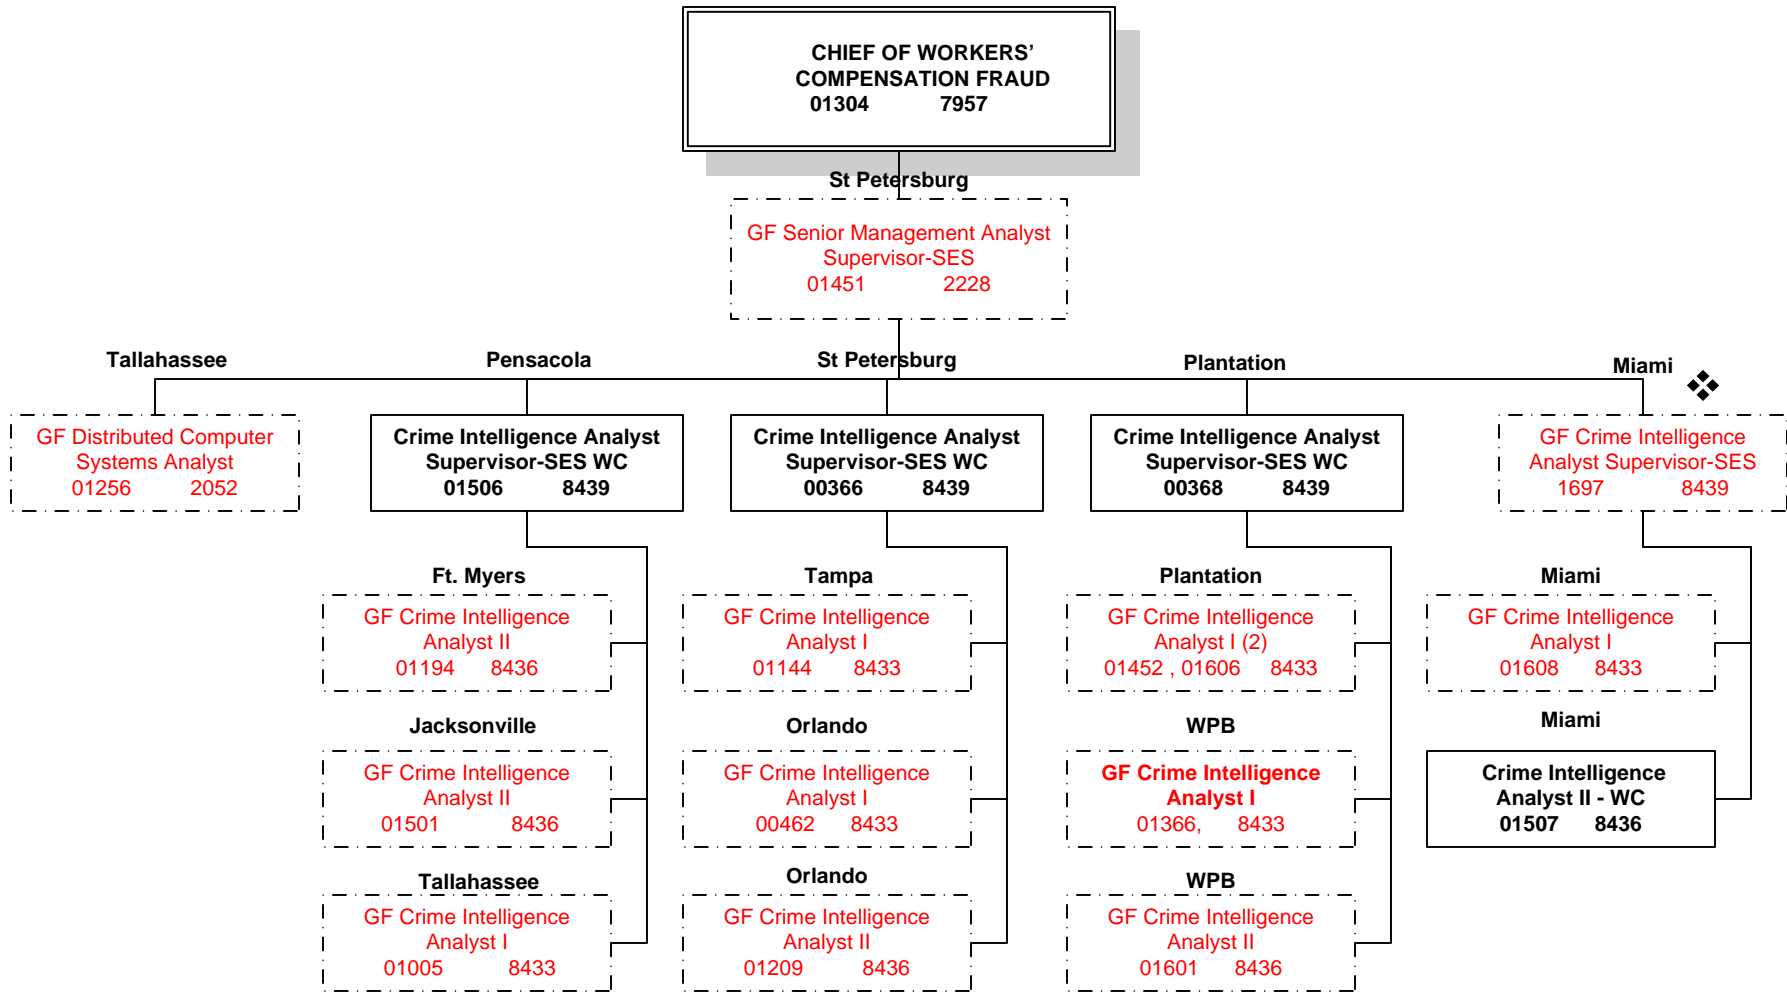 CHIEF OF WORKERS’
COMPENSATION FRAUD
01304 7957
St Petersburg
GF Senior Management Analyst
Supervisor-SES
01451 2228
Tallahassee
GF Distributed Computer
Systems Analyst
01256 2052
Pensacola
Crime Intelligence Analyst
Supervisor-SES WC
01506 8439
St Petersburg
Crime Intelligence Analyst
Supervisor-SES WC
00366 8439
Plantation
Crime Intelligence Analyst
Supervisor-SES WC
00368 8439
Miami
GF Crime Intelligence
Analyst Supervisor-SES
1697 8439
Ft. Myers
GF Crime Intelligence
Analyst II
01194 8436
Jacksonville
GF Crime Intelligence
Analyst II
01501 8436
Tallahassee
GF Crime Intelligence
Analyst I
01005 8433
Tampa
GF Crime Intelligence
Analyst I
01144 8433
Orlando
GF Crime Intelligence
Analyst I
00462 8433
Orlando
GF Crime Intelligence
Analyst II
01209 8436
Plantation
GF Crime Intelligence
Analyst I (2)
01452 , 01606 8433
WPB
GF Crime Intelligence
Analyst I
01366, 8433
WPB
GF Crime Intelligence
Analyst II
01601 8436
Miami
GF Crime Intelligence
Analyst I
01608 8433
Miami
Crime Intelligence
Analyst II - WC
01507 8436